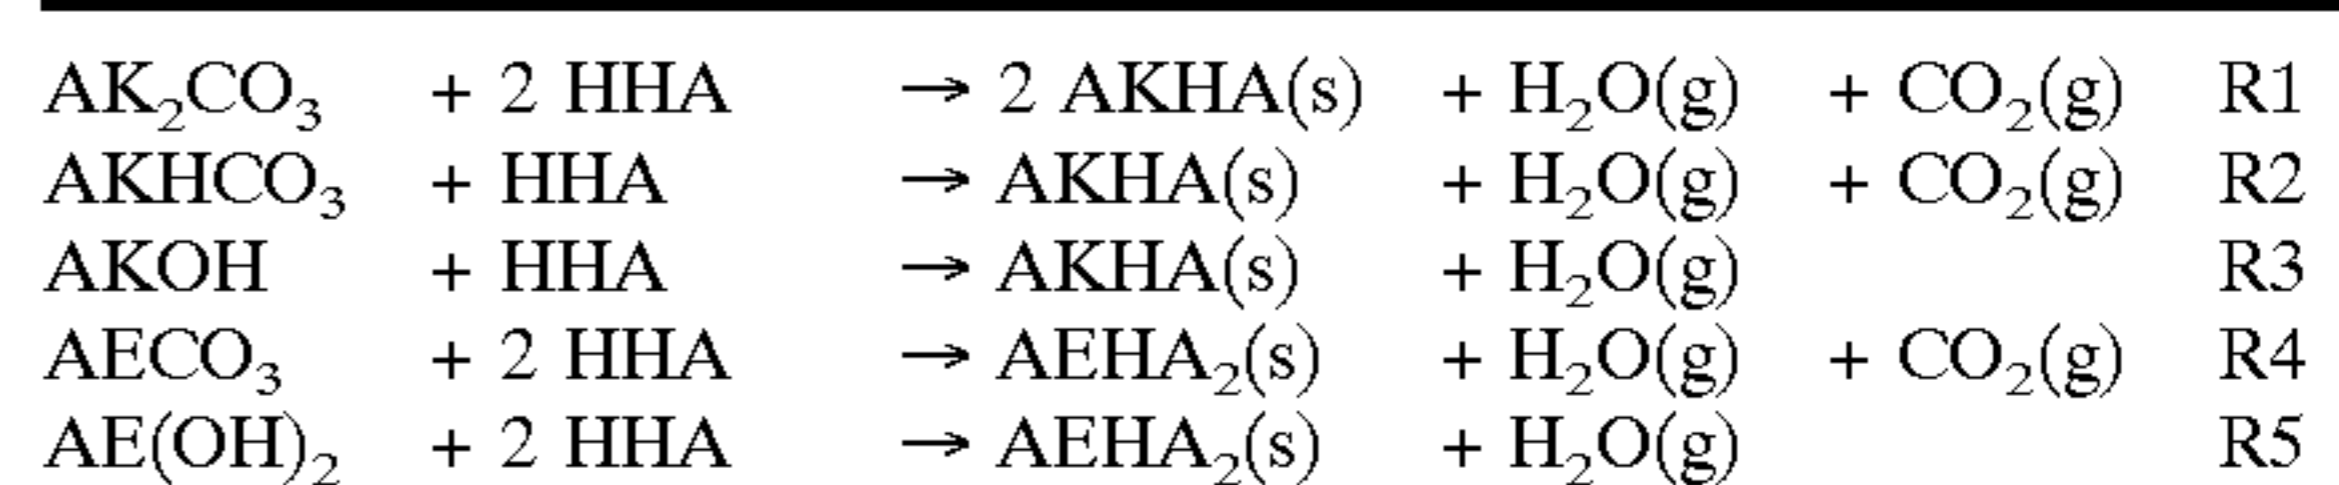 AK₂CO₃ + 2 HHA → 2 AKHA(s) + H₂O(g) + CO₂(g) R1
AKHCO₃ + HHA → AKHA(s) + H₂O(g) + CO₂(g) R2
AKOH + HHA → AKHA(s) + H₂O(g) R3
AECO₃ + 2 HHA → AEHA₂(s) + H₂O(g) + CO₂(g) R4
AE(OH)₂ + 2 HHA → AEHA₂(s) + H₂O(g) R5